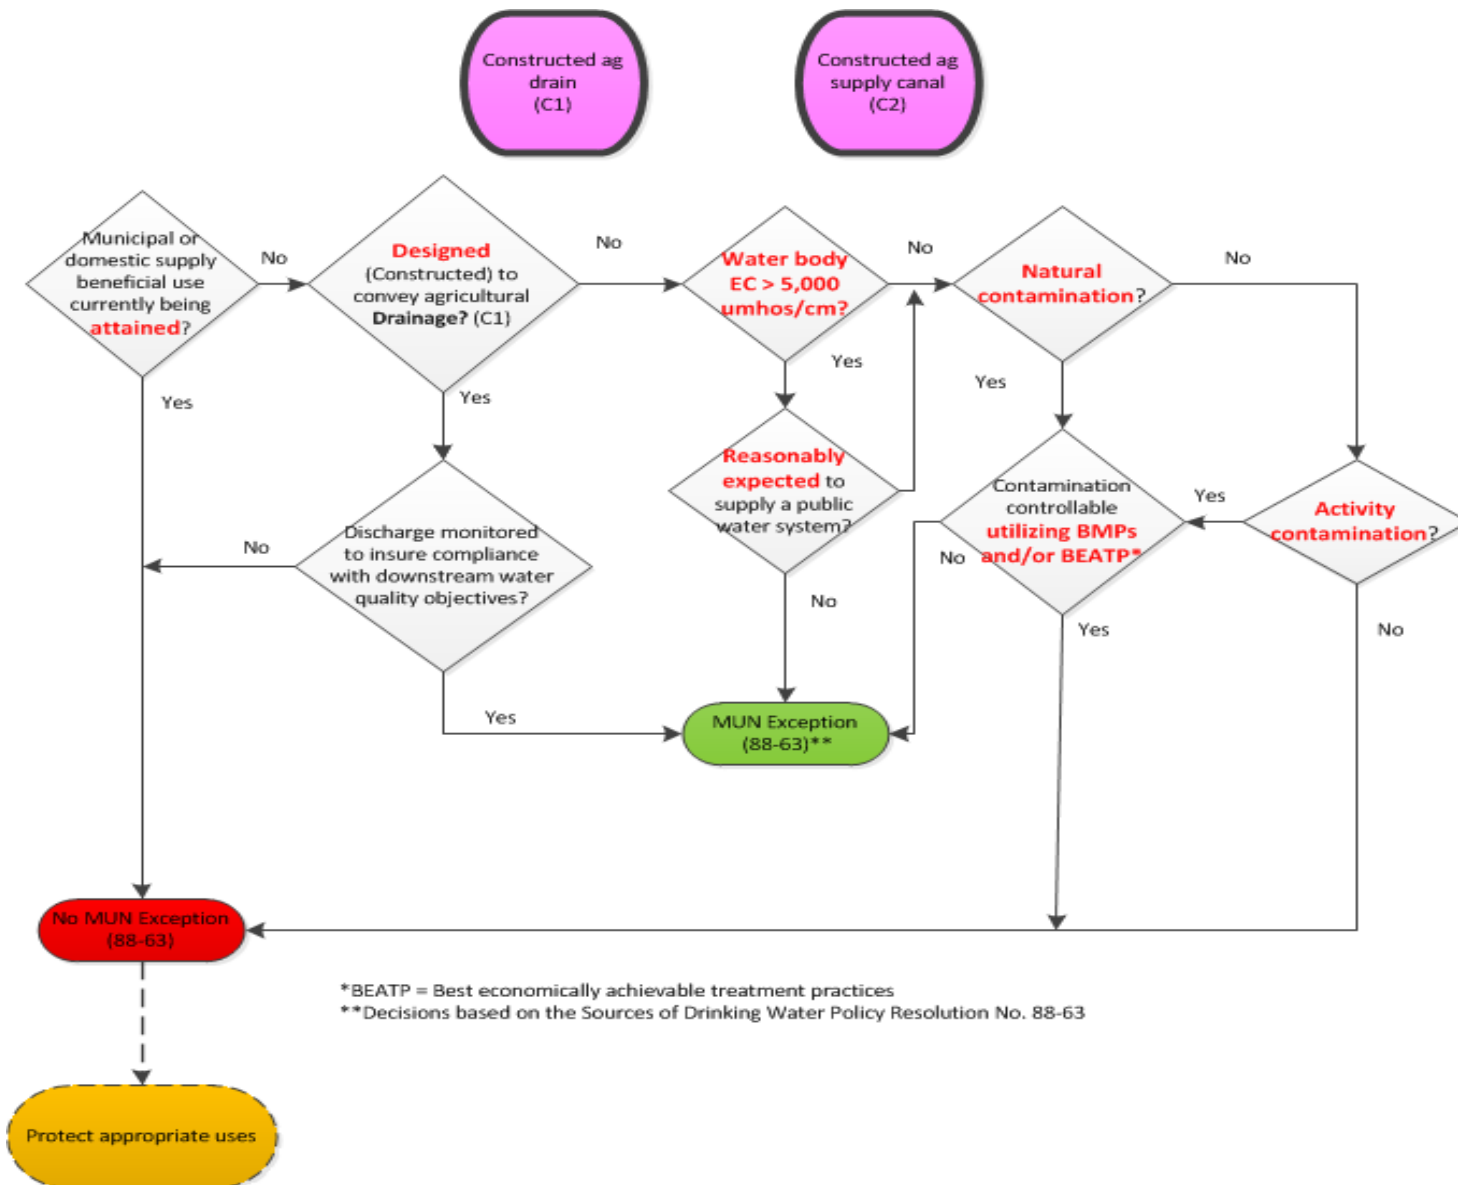 Constructed ag
drain
(C1)
Constructed ag
supply canal
(C2)
Municipal or
domestic supply
beneficial use
currently being
attained?
No
Designed
(Constructed) to
convey agricultural
Drainage? (C1)
No
Water body
EC > 5,000
umhos/cm?
No
Natural
contamination?
No
Yes
Yes
Yes
Yes
Discharge monitored
to insure compliance
with downstream water
quality objectives?
No
Reasonably
expected to
supply a public
water system?
Contamination
controllable
utilizing BMPs
and/or BEATP*
Yes
Activity
contamination?
No
No
Yes
No
Yes
MUN Exception
(88-63)**
No MUN Exception
(88-63)
*BEATP = Best economically achievable treatment practices
**Decisions based on the Sources of Drinking Water Policy Resolution No. 88-63
Protect appropriate uses